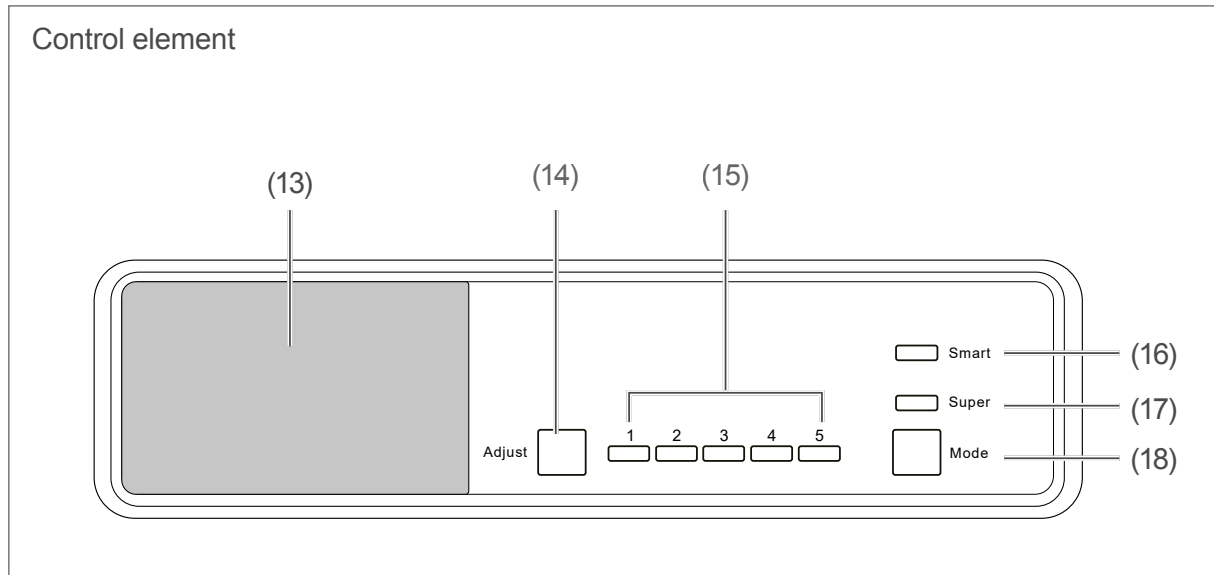 Control element
(13)
(14)
(15)
Smart
(16)
Super
(17)
1 2 3 4 5
Adjust
Mode
(18)